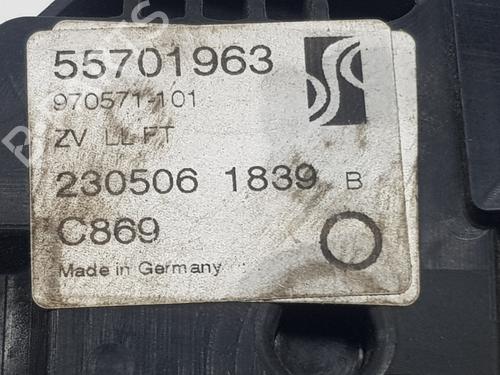 55701963
970571-101
ZV LL FT
230506 1839 B
C869
Made in Germany